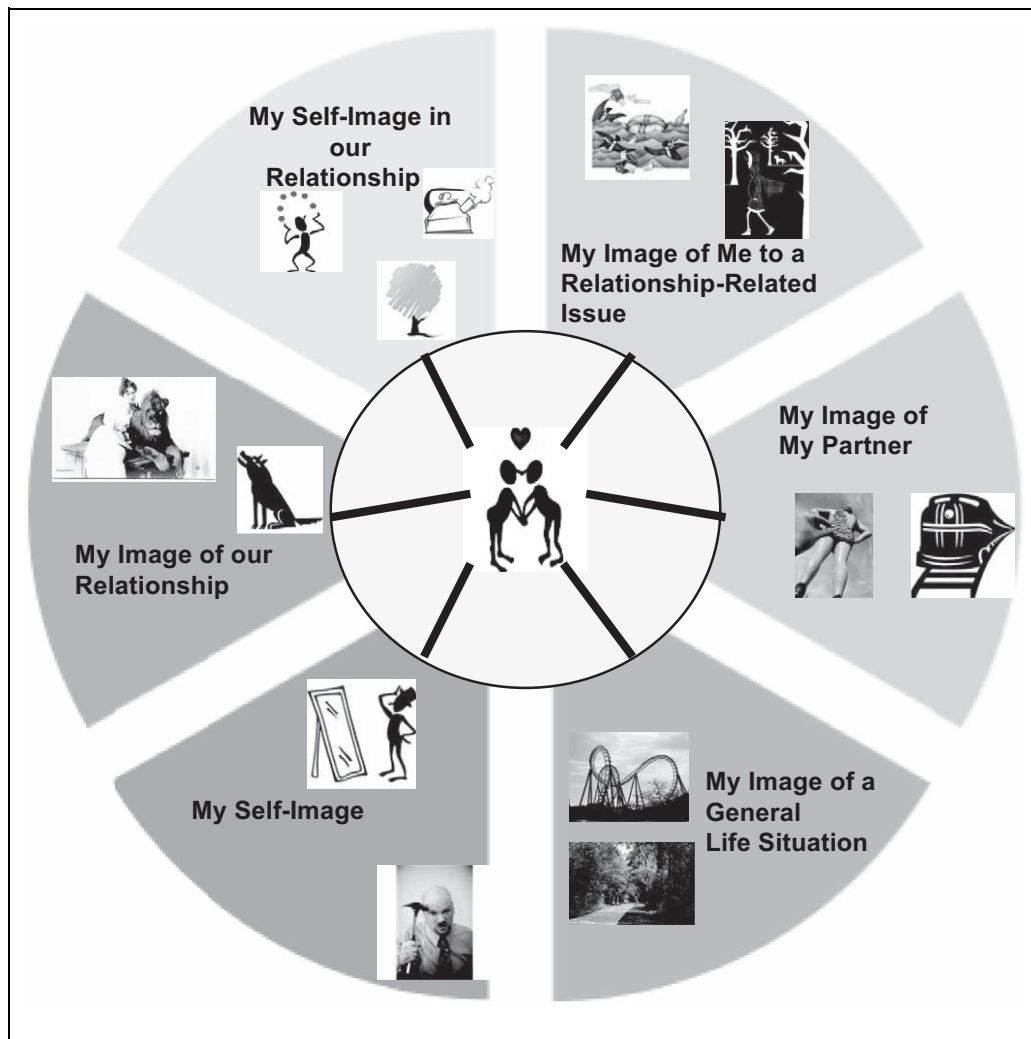 My Self-Image in
our
Relationship
My Image of Me to a
Relationship-Related
Issue
My Image of
My Partner
My Image of our
Relationship
My Self-Image
My Image of a
General
Life Situation